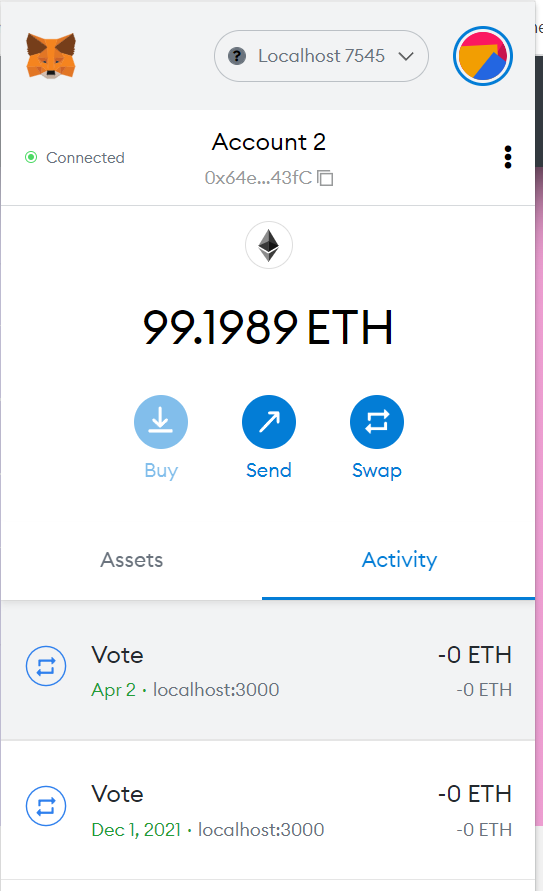 ? Localhost 7545
Connected
Account 2
0x64e...43fC
99.1989 ETH
Buy Send Swap
Assets Activity
Vote -0 ETH
Apr 2 · localhost:3000 -0 ETH
Vote -0 ETH
Dec 1, 2021 · localhost:3000 -0 ETH